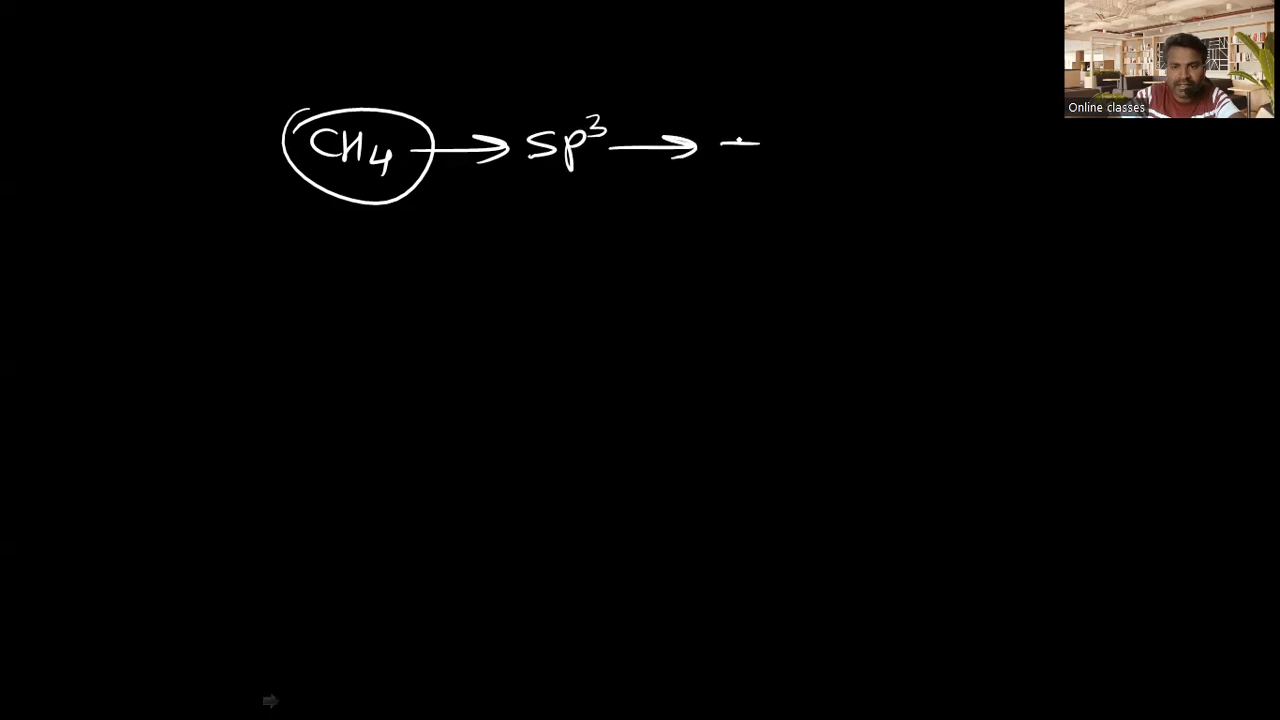 Online classes
CH₄ → Sp³ →